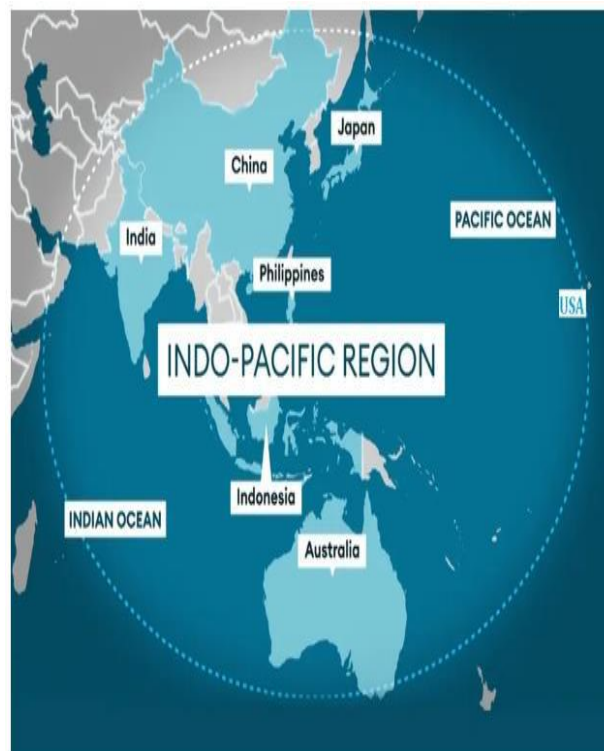 Japan
China
PACIFIC OCEAN
India
Philippines
USA
INDO-PACIFIC REGION
Indonesia
INDIAN OCEAN
Australia